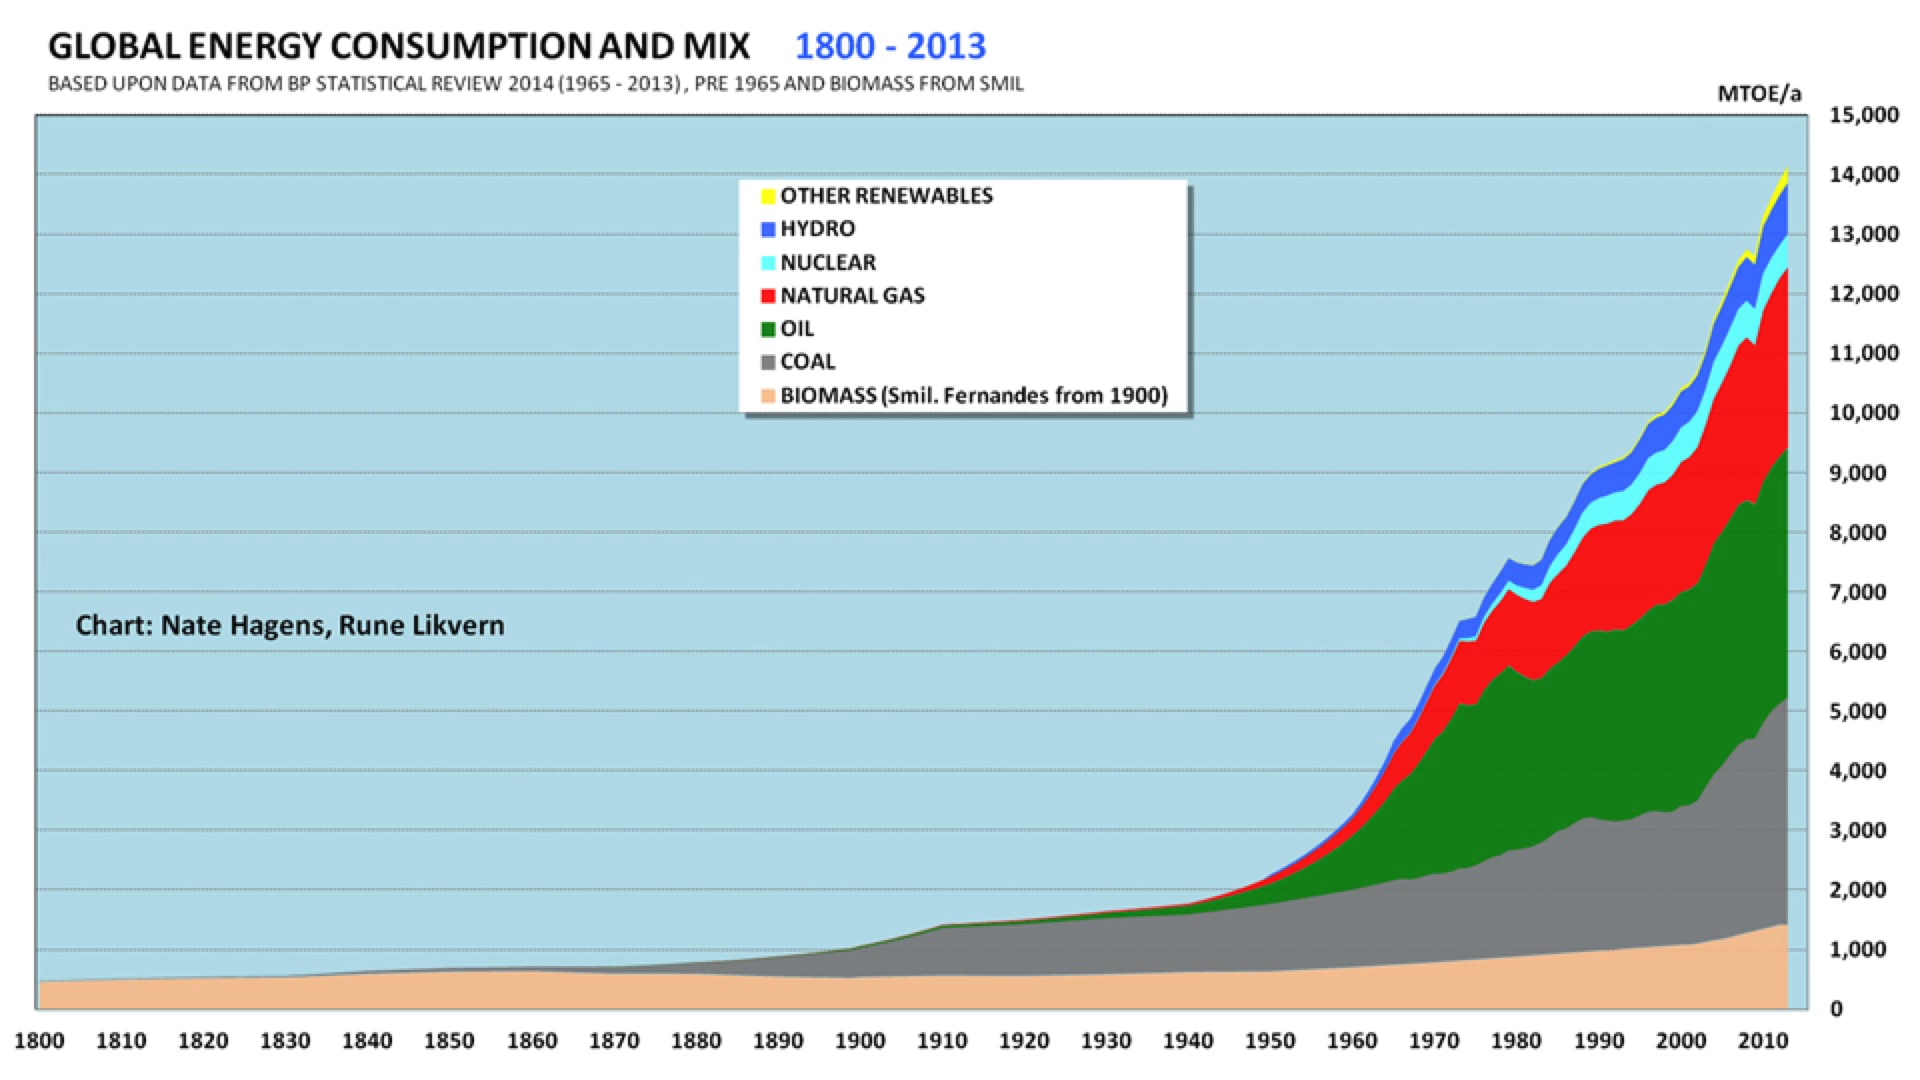 GLOBAL ENERGY CONSUMPTION AND MIX 1800 - 2013
BASED UPON DATA FROM BP STATISTICAL REVIEW 2014 (1965 - 2013), PRE 1965 AND BIOMASS FROM SMIL
MTOE/a
15,000
14,000
13,000
12,000
11,000
10,000
9,000
8,000
7,000
6,000
5,000
4,000
3,000
2,000
1,000
0
OTHER RENEWABLES
HYDRO
NUCLEAR
NATURAL GAS
OIL
COAL
BIOMASS (Smil. Fernandes from 1900)
Chart: Nate Hagens, Rune Likvern
1800 1810 1820 1830 1840 1850 1860 1870 1880 1890 1900 1910 1920 1930 1940 1950 1960 1970 1980 1990 2000 2010